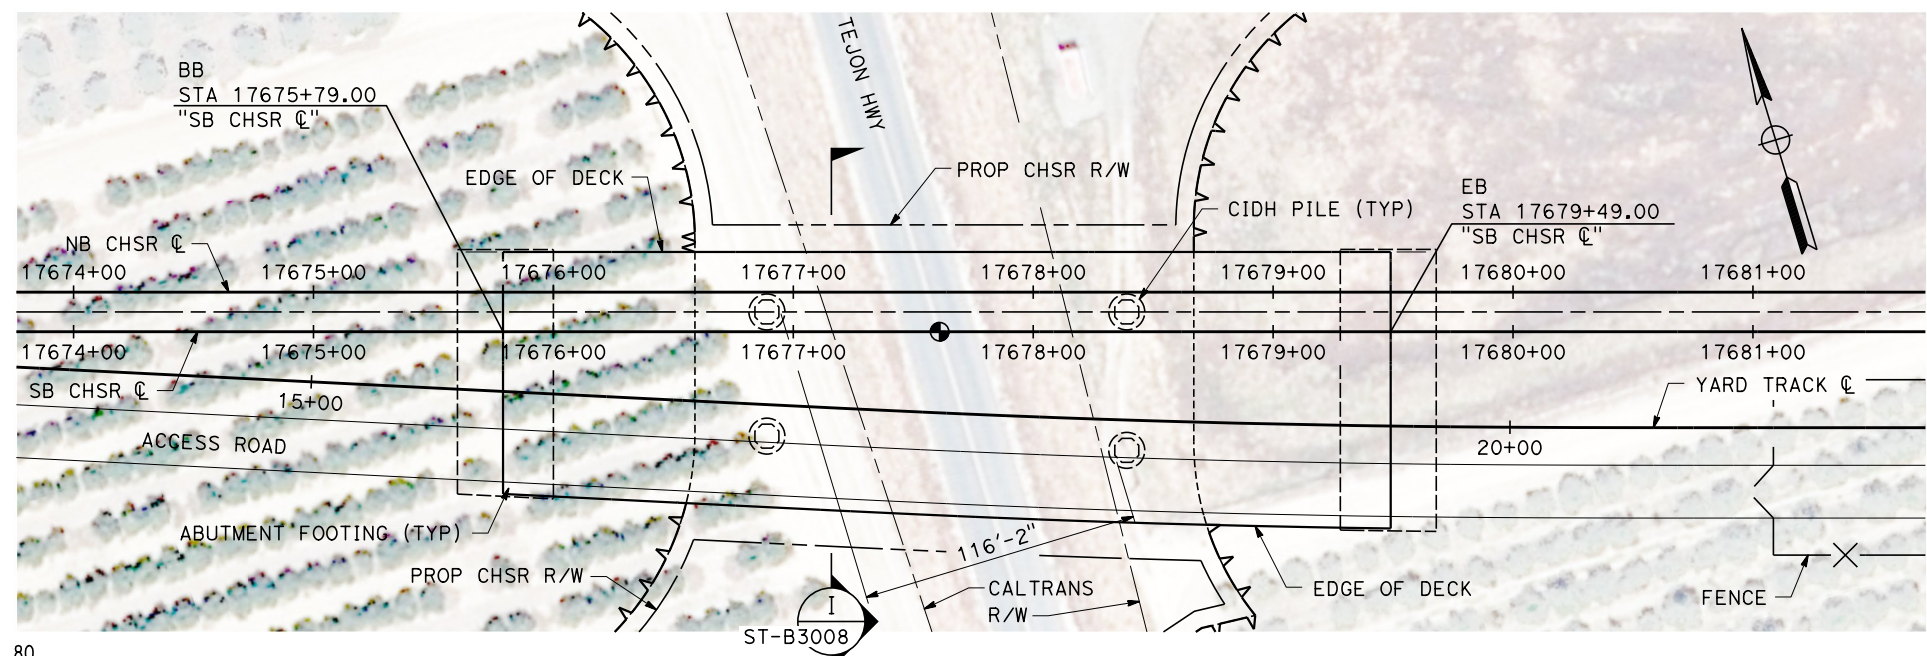 BB
STA 17675+79.00
"SB CHSR ℄"
TEJON HWY
EDGE OF DECK
PROP CHSR R/W
CIDH PILE (TYP)
EB
STA 17679+49.00
"SB CHSR ℄"
NB CHSR ℄
17674+00 17675+00 17676+00 17677+00 17678+00 17679+00 17680+00 17681+00
17674+00 17675+00 17676+00 17677+00 17678+00 17679+00 17680+00 17681+00
SB CHSR ℄
15+00
YARD TRACK ℄
ACCESS ROAD
20+00
ABUTMENT FOOTING (TYP)
116'-2"
PROP CHSR R/W
CALTRANS
R/W
EDGE OF DECK
FENCE
I
ST-B3008
80